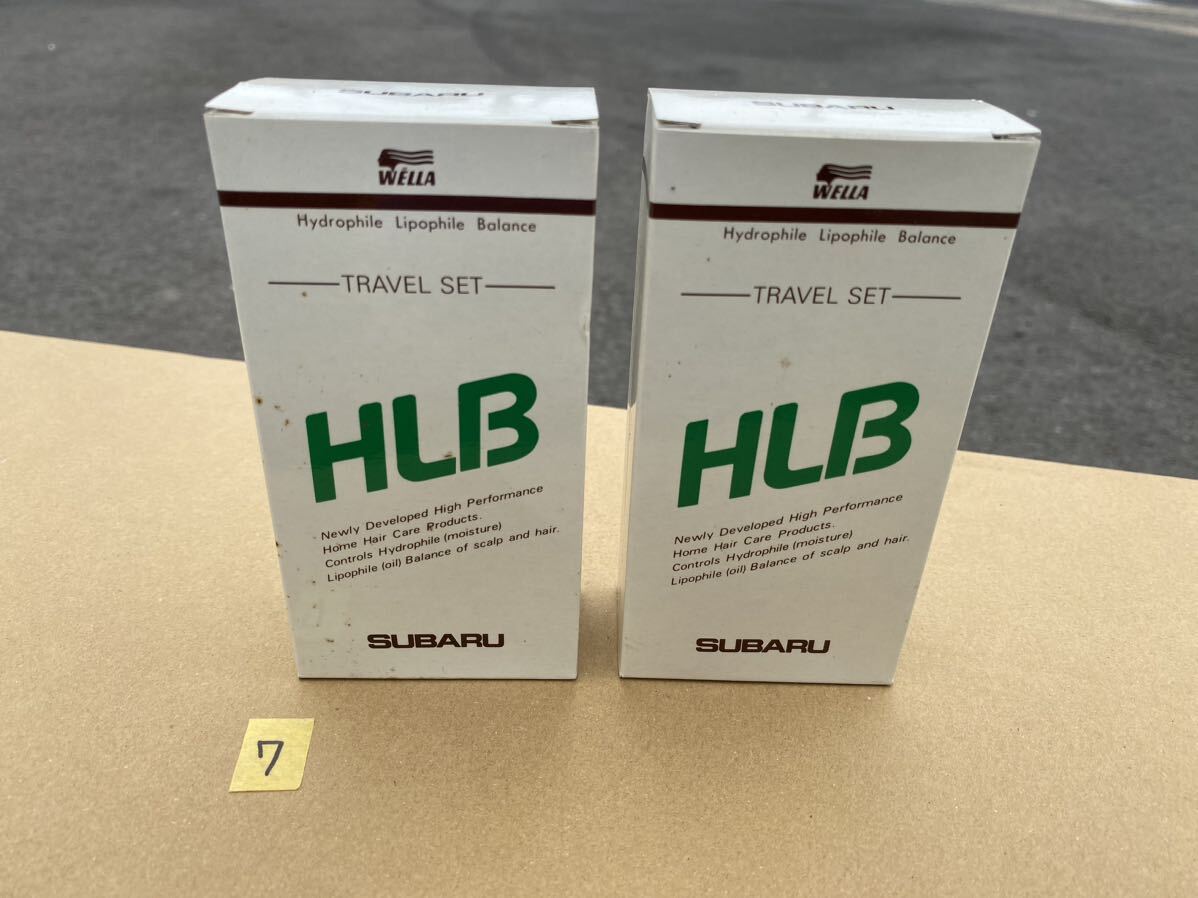 SUBARU
WELLA
Hydrophile Lipophile Balance
TRAVEL SET
HLB
Newly Developed High Performance
Home Hair Care Products.
Controls Hydrophile (moisture)
Lipophile (oil) Balance of scalp and hair.
SUBARU
SUBARU
WELLA
Hydrophile Lipophile Balance
TRAVEL SET
HLB
Newly Developed High Performance
Home Hair Care Products.
Controls Hydrophile (moisture)
Lipophile (oil) Balance of scalp and hair.
SUBARU
7